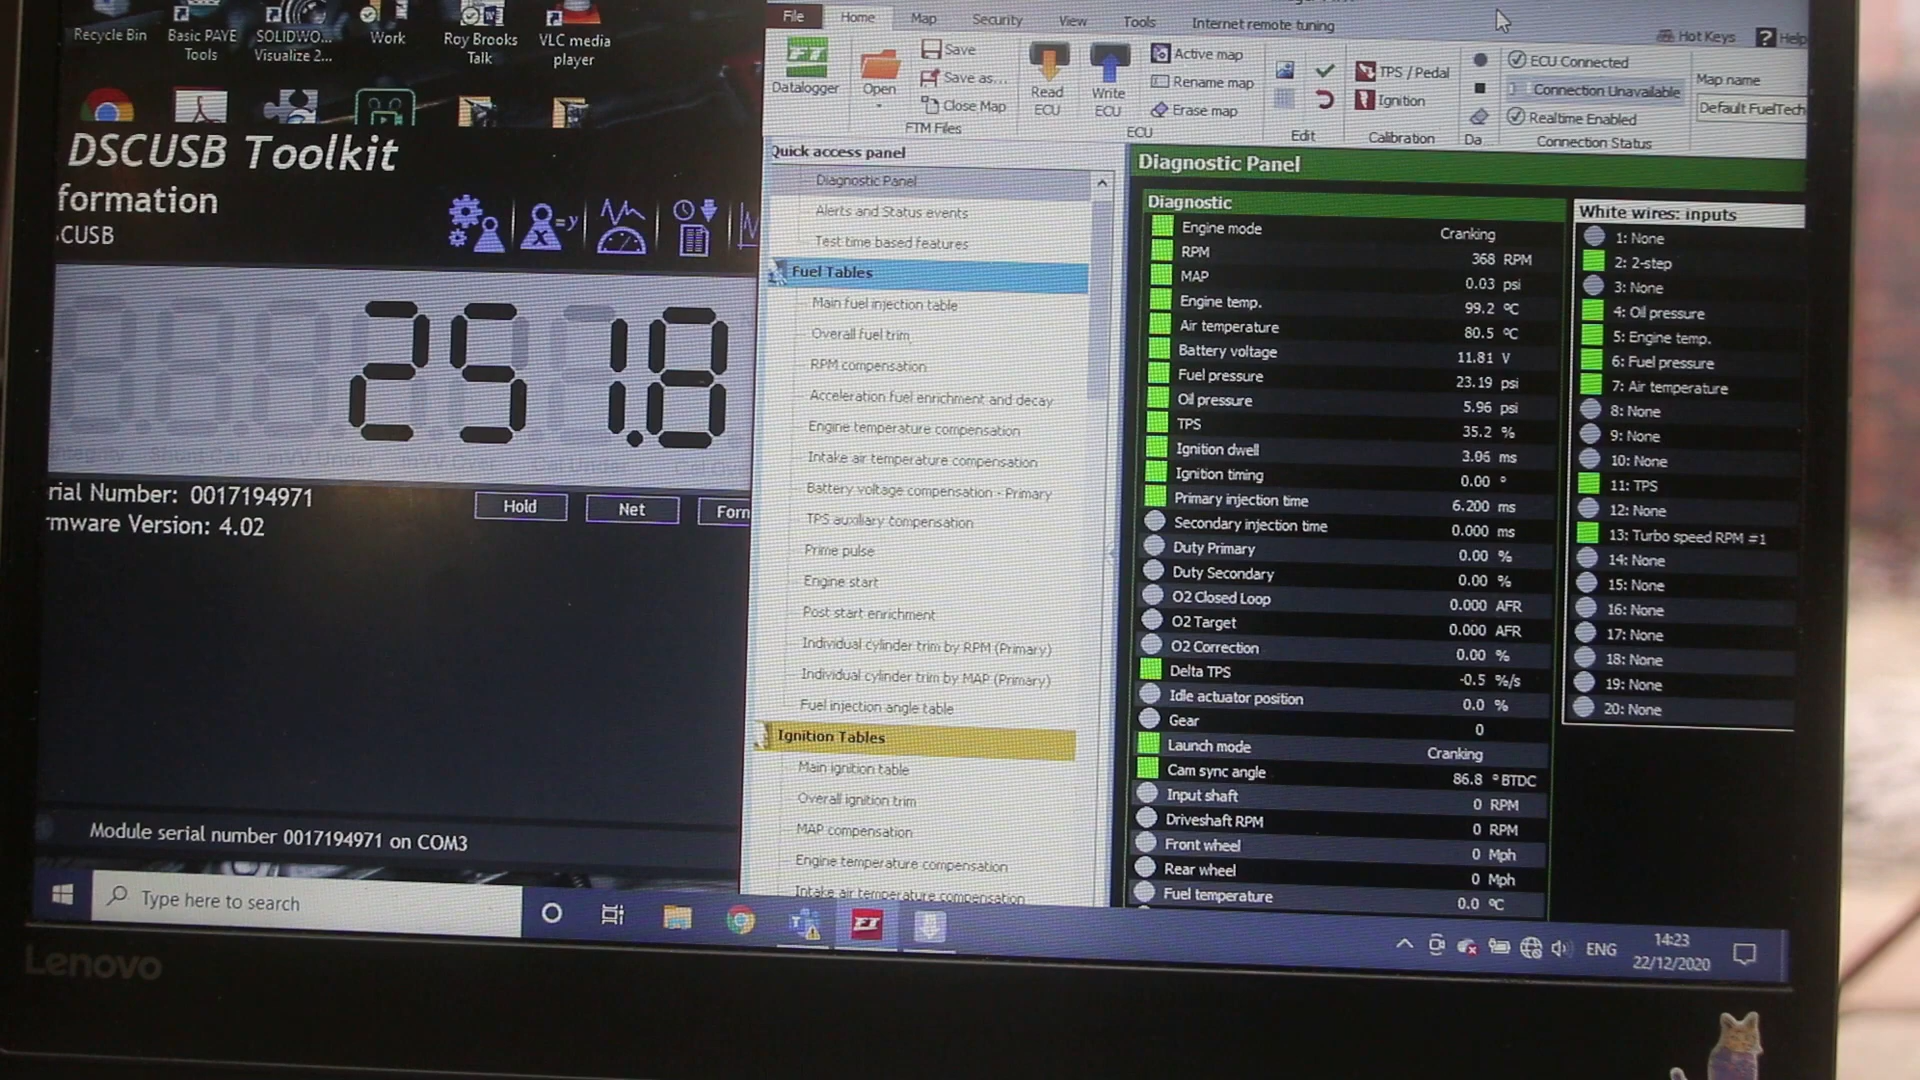 Recycle Bin
Basic PAYE
Tools
SOLIDWO...
Visualize 2...
Work
Roy Brooks
Talk
VLC media
player
DSCUSB Toolkit
formation
CUSB
251.8
rial Number: 0017194971
mware Version: 4.02
Hold
Net
Forn
Module serial number 0017194971 on COM3
Type here to search
File
Home
Map
Security
View
Tools
Internet remote tuning
Hot Keys
Help
Datalogger
Open
Save
Save as...
Close Map
FTM Files
Read
ECU
Write
ECU
Active map
Rename map
Erase map
ECU
Edit
TPS / Pedal
Ignition
Calibration
Da...
ECU Connected
Connection Unavailable
Realtime Enabled
Connection Status
Map name
Default FuelTech
Quick access panel
Diagnostic Panel
Alerts and Status events
Test time based features
Fuel Tables
Main fuel injection table
Overall fuel trim
RPM compensation
Acceleration fuel enrichment and decay
Engine temperature compensation
Intake air temperature compensation
Battery voltage compensation - Primary
TPS auxiliary compensation
Prime pulse
Engine start
Post start enrichment
Individual cylinder trim by RPM (Primary)
Individual cylinder trim by MAP (Primary)
Fuel injection angle table
Ignition Tables
Main ignition table
Overall ignition trim
MAP compensation
Engine temperature compensation
Intake air temperature compensation
Diagnostic Panel
Diagnostic
Engine mode Cranking
RPM 368 RPM
MAP 0.03 psi
Engine temp. 99.2 ºC
Air temperature 80.5 ºC
Battery voltage 11.81 V
Fuel pressure 23.19 psi
Oil pressure 5.96 psi
TPS 35.2 %
Ignition dwell 3.06 ms
Ignition timing 0.00 °
Primary injection time 6.200 ms
Secondary injection time 0.000 ms
Duty Primary 0.00 %
Duty Secondary 0.00 %
O2 Closed Loop 0.000 AFR
O2 Target 0.000 AFR
O2 Correction 0.00 %
Delta TPS -0.5 %/s
Idle actuator position 0.0 %
Gear 0
Launch mode Cranking
Cam sync angle 86.8 °BTDC
Input shaft 0 RPM
Driveshaft RPM 0 RPM
Front wheel 0 Mph
Rear wheel 0 Mph
Fuel temperature 0.0 ºC
White wires: inputs
1: None
2: 2-step
3: None
4: Oil pressure
5: Engine temp.
6: Fuel pressure
7: Air temperature
8: None
9: None
10: None
11: TPS
12: None
13: Turbo speed RPM #1
14: None
15: None
16: None
17: None
18: None
19: None
20: None
ENG
14:23
22/12/2020
Lenovo